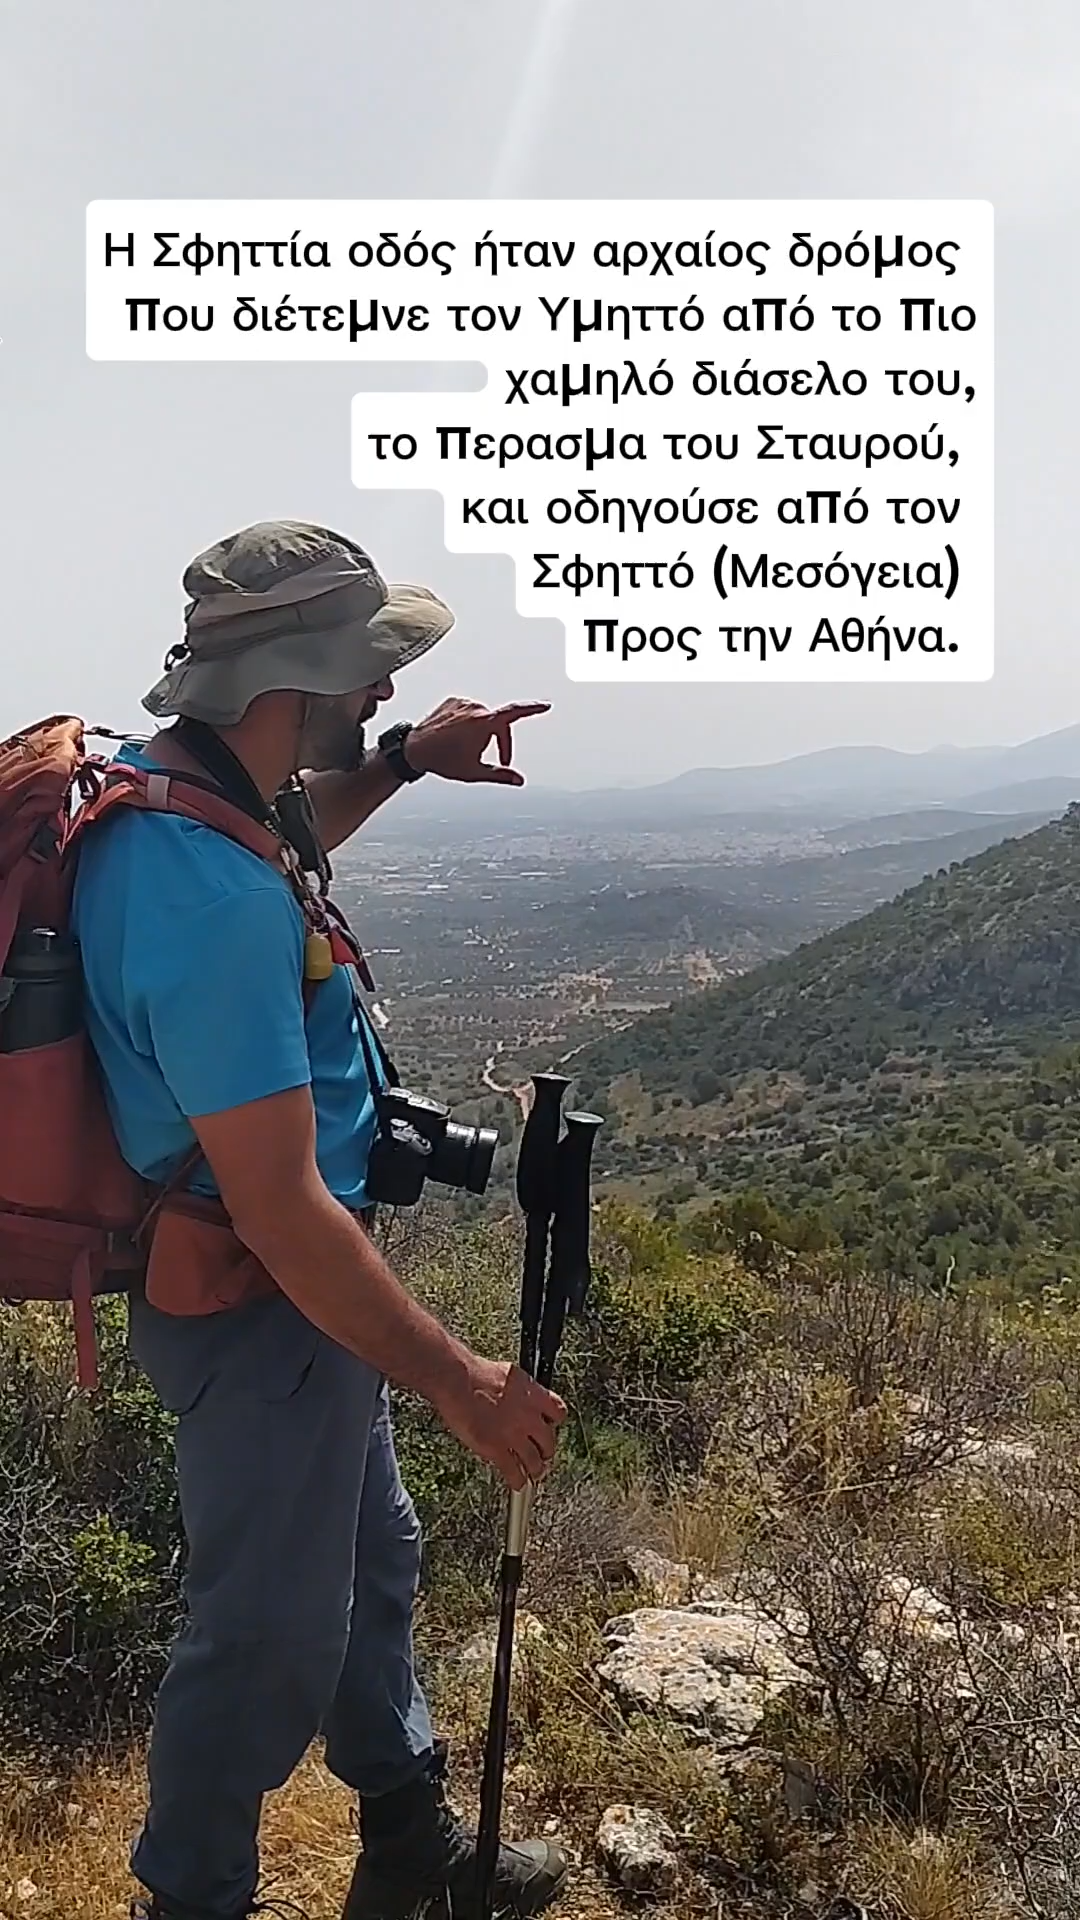 Η Σφηττία οδός ήταν αρχαίος δρόμος
που διέτεμνε τον Υμηττό από το πιο
χαμηλό διάσελο του,
το περασμα του Σταυρού,
και οδηγούσε από τον
Σφηττό (Μεσόγεια)
προς την Αθήνα.